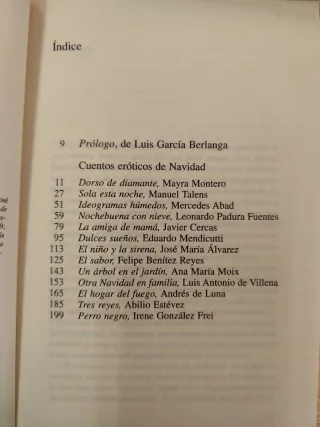 Índice
9 Prólogo, de Luis García Berlanga
Cuentos eróticos de Navidad
11 Dorso de diamante, Mayra Montero
27 Sola esta noche, Manuel Talens
51 Ideogramas húmedos, Mercedes Abad
59 Nochebuena con nieve, Leonardo Padura Fuentes
79 La amiga de mamá, Javier Cercas
95 Dulces sueños, Eduardo Mendicutti
113 El niño y la sirena, José María Álvarez
125 El sabor, Felipe Benítez Reyes
143 Un árbol en el jardín, Ana María Moix
153 Otra Navidad en familia, Luis Antonio de Villena
165 El hogar del fuego, Andrés de Luna
185 Tres reyes, Abilio Estévez
199 Perro negro, Irene González Frei